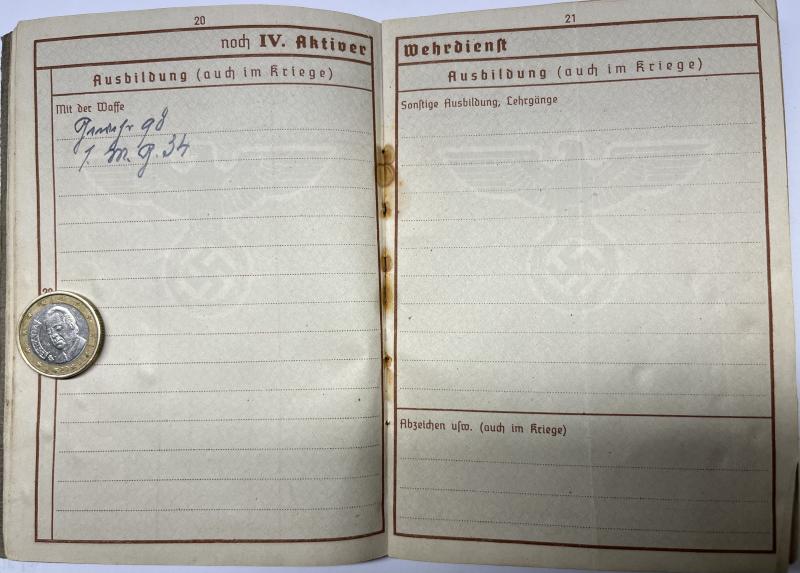 20
noch IV. Aktiver
Ausbildung (auch im Kriege)
Mit der Waffe
Gewehr 98
l. M. G. 34
21
Wehrdienst
Ausbildung (auch im Kriege)
Sonstige Ausbildung, Lehrgänge
Abzeichen usw. (auch im Kriege)